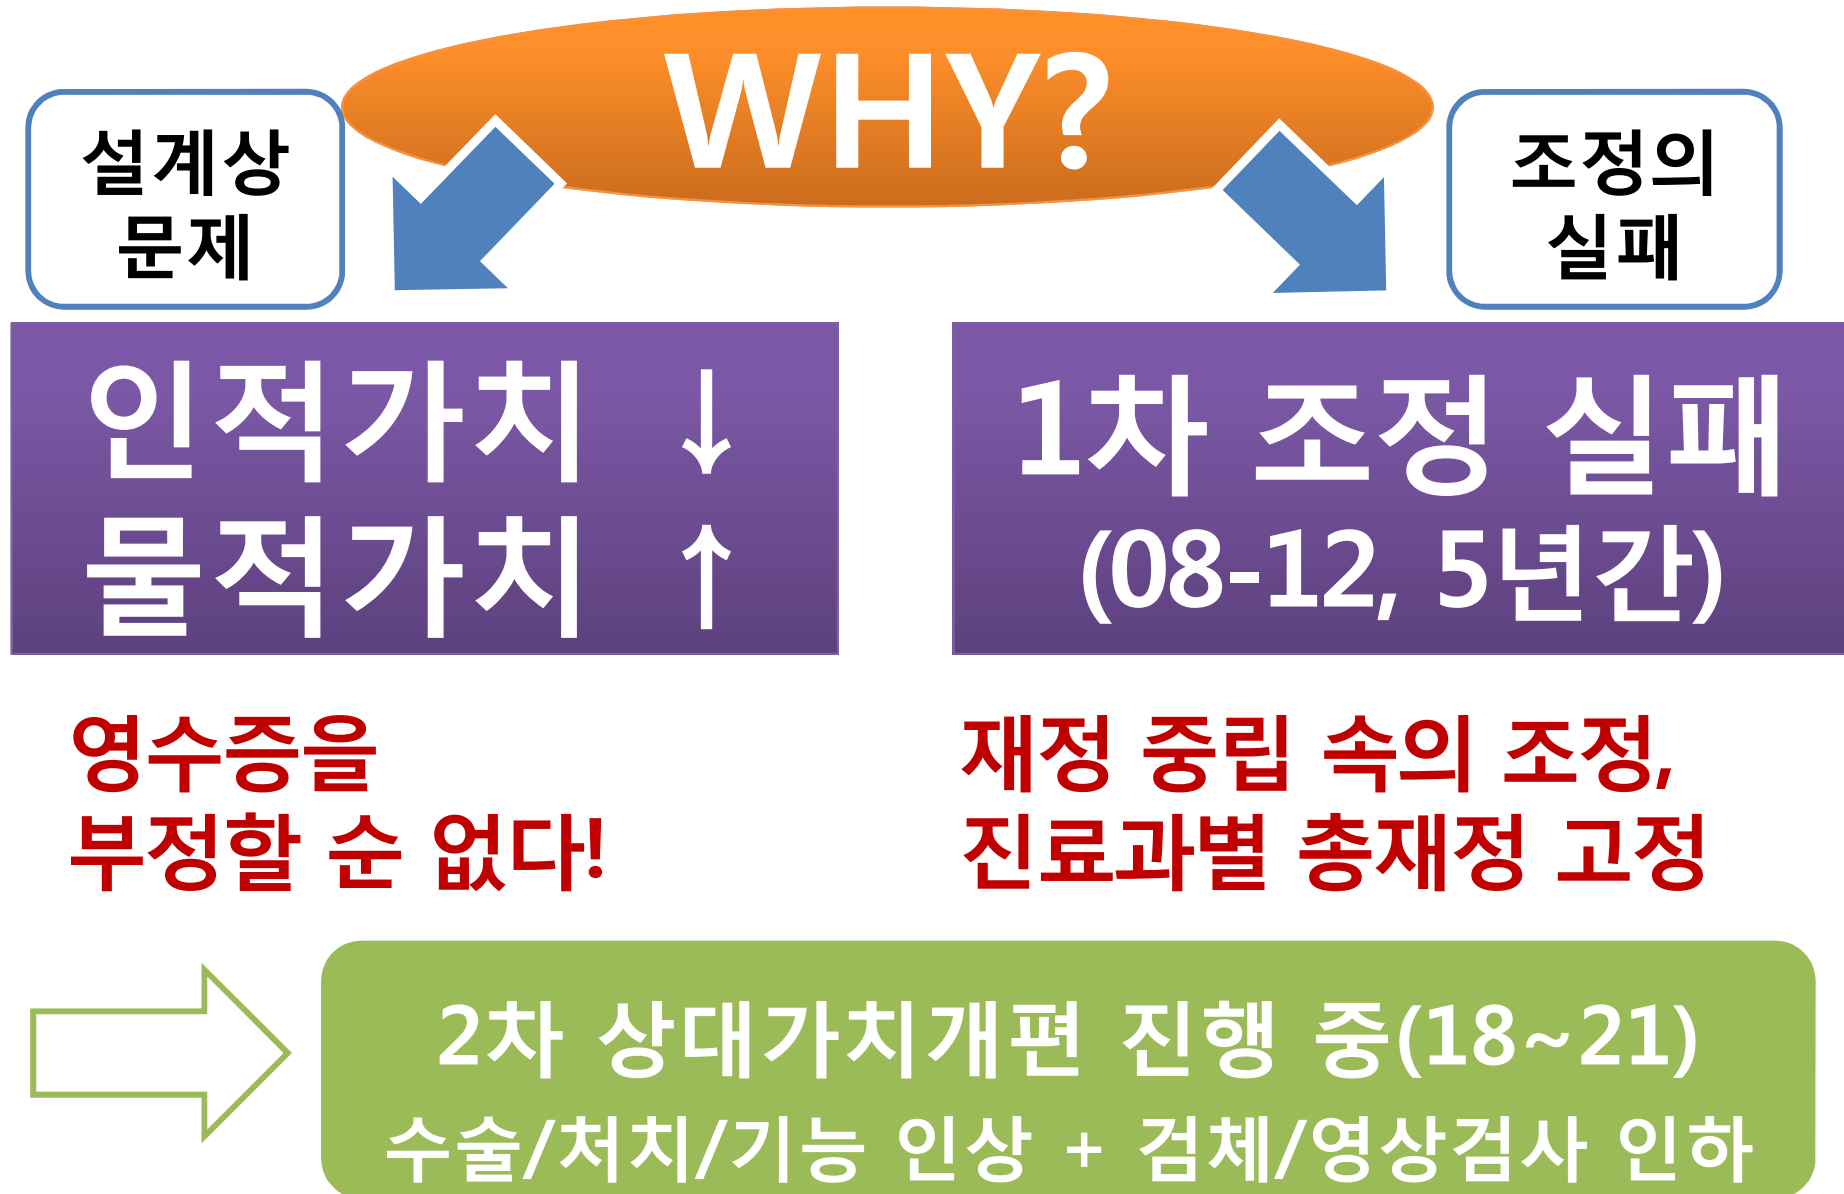 WHY?
설계상
문제
조정의
실패
인적가치 ↓
물적가치 ↑
1차 조정 실패
(08-12, 5년간)
영수증을
부정할 순 없다!
재정 중립 속의 조정,
진료과별 총재정 고정
2차 상대가치개편 진행 중(18~21)
수술/처치/기능 인상 + 검체/영상검사 인하